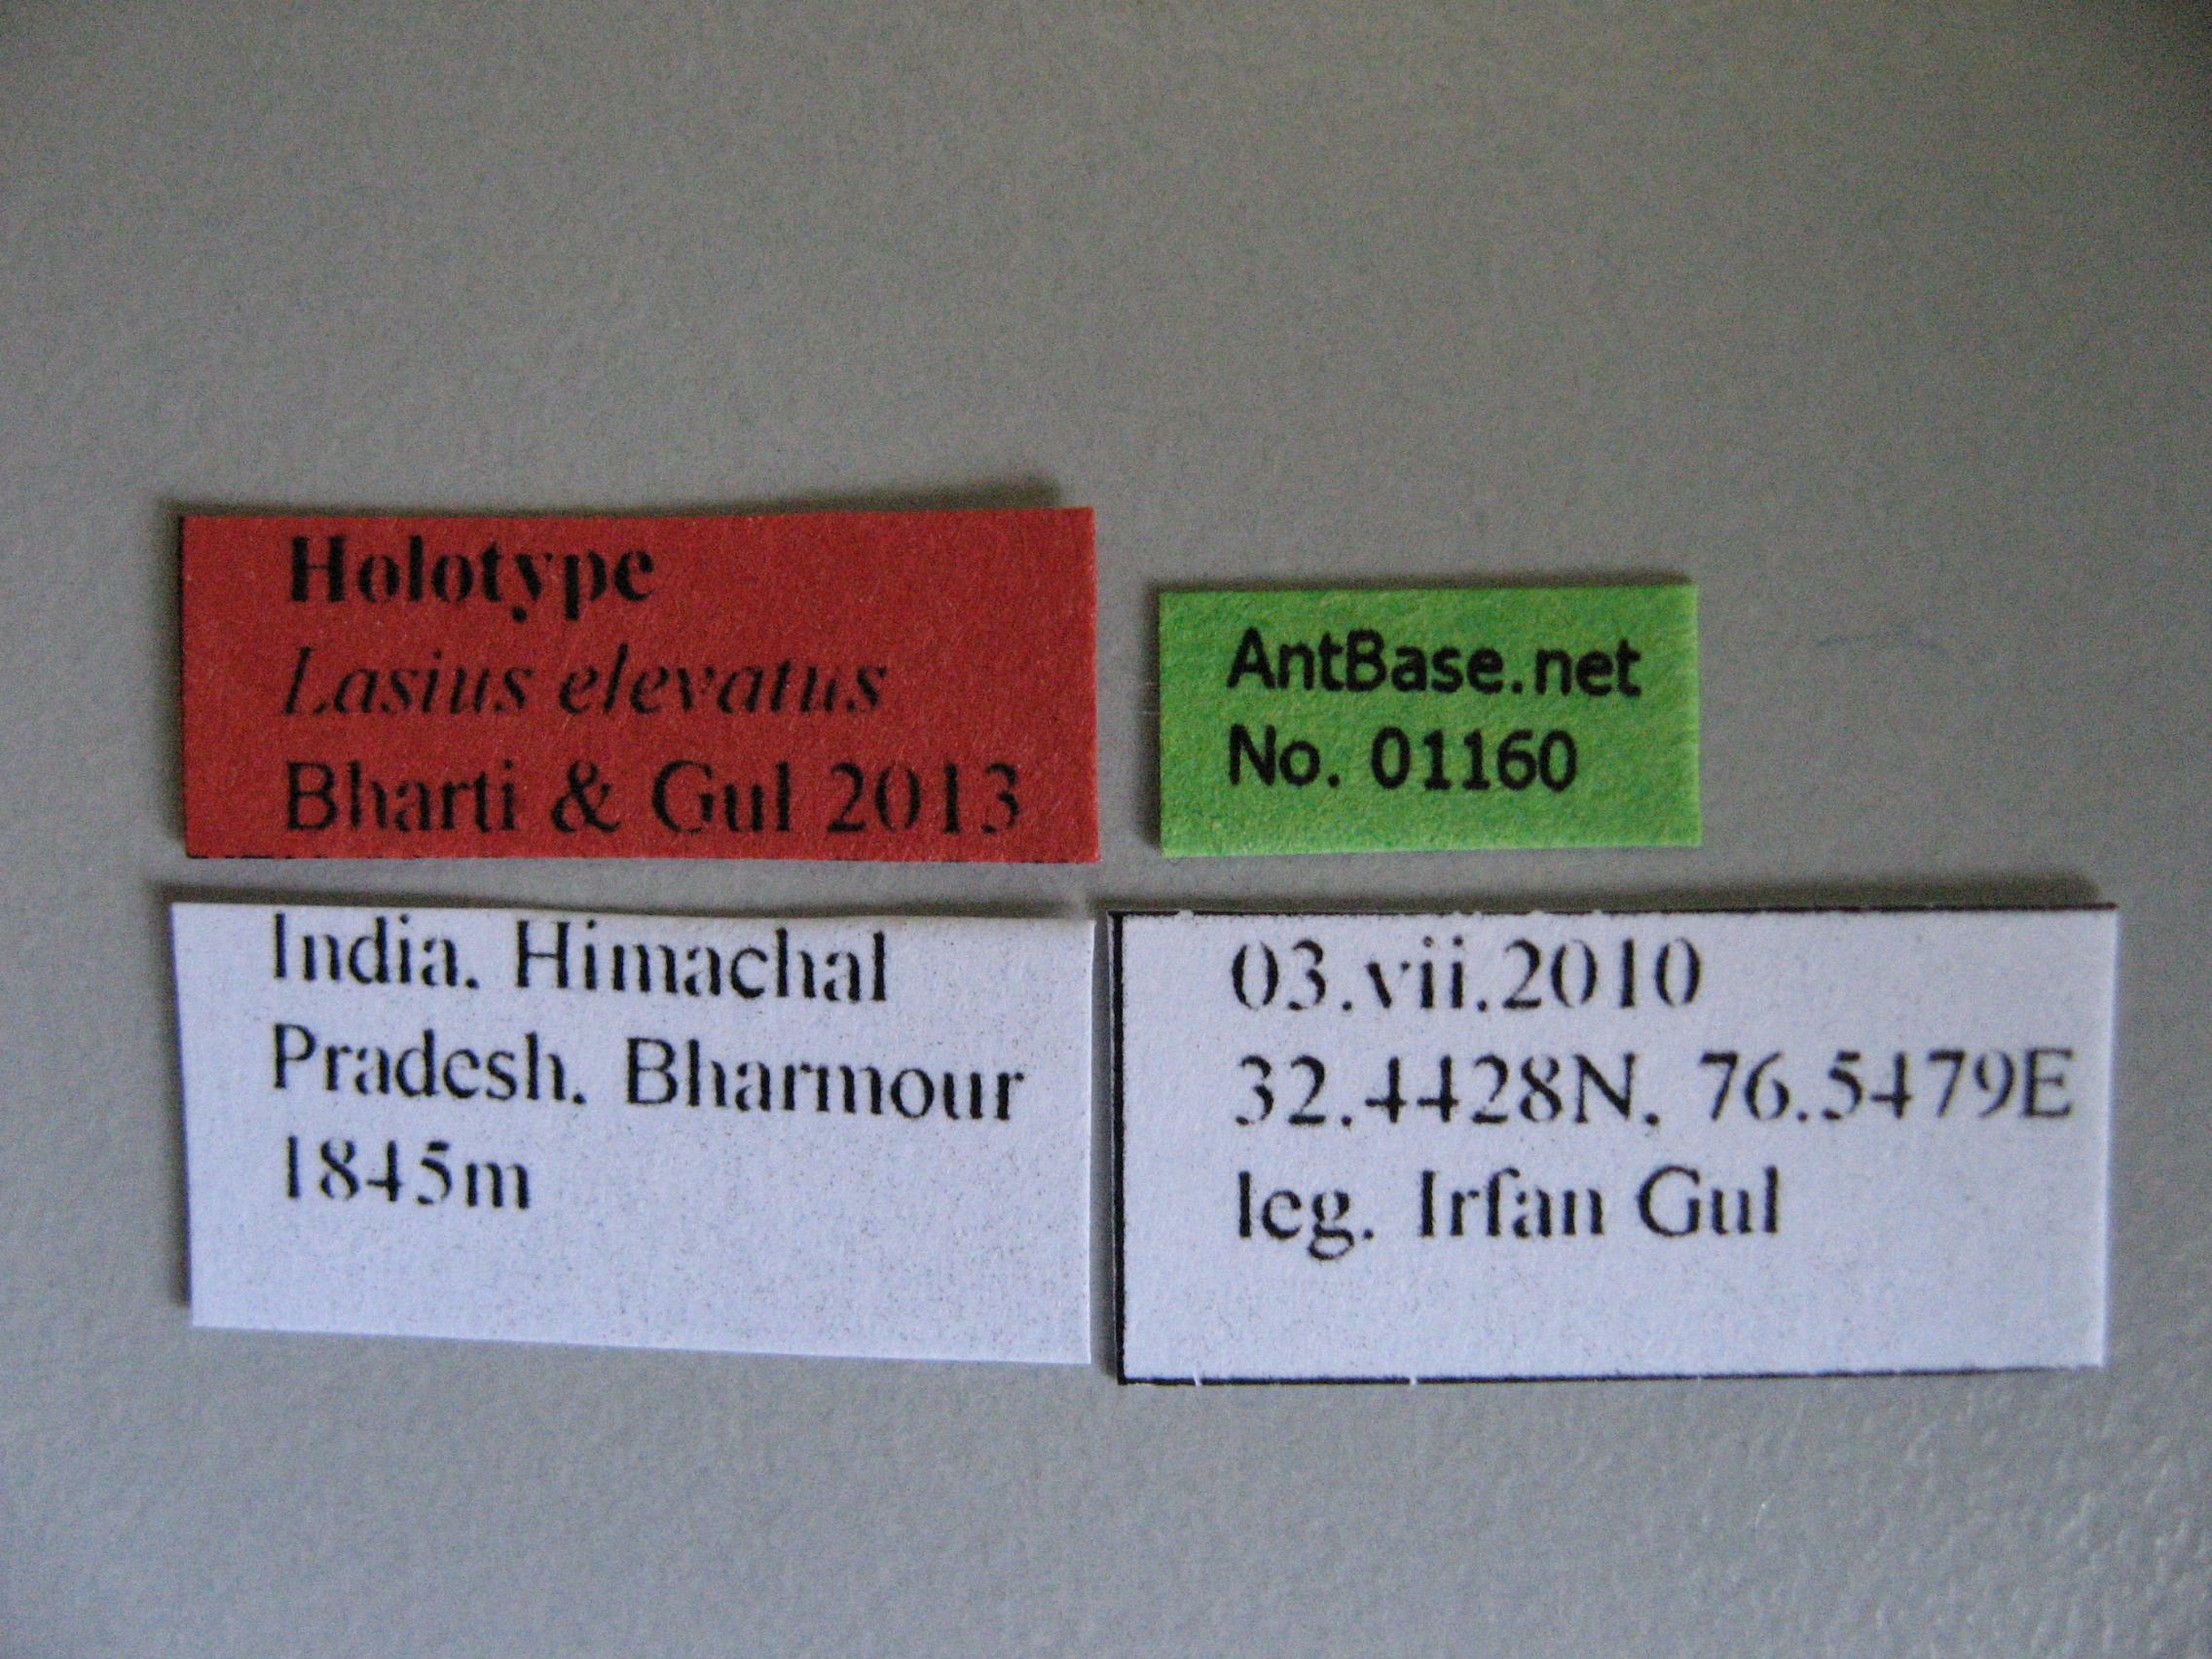 Holotype
Lasius elevatus
Bharti & Gul 2013
AntBase.net
No. 01160
India, Himachal
Pradesh, Bharmour
1845m
03.vii.2010
32.4428N, 76.5479E
leg. Irfan Gul